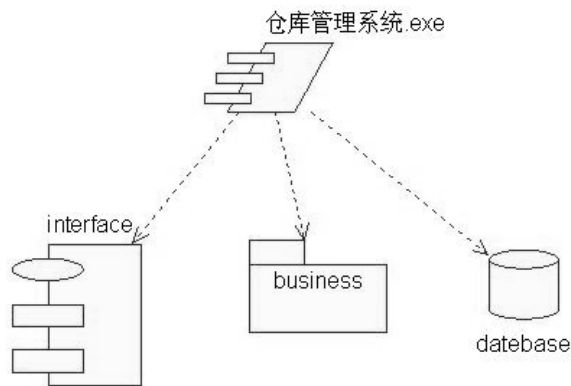 仓库管理系统.exe
interface
business
datebase